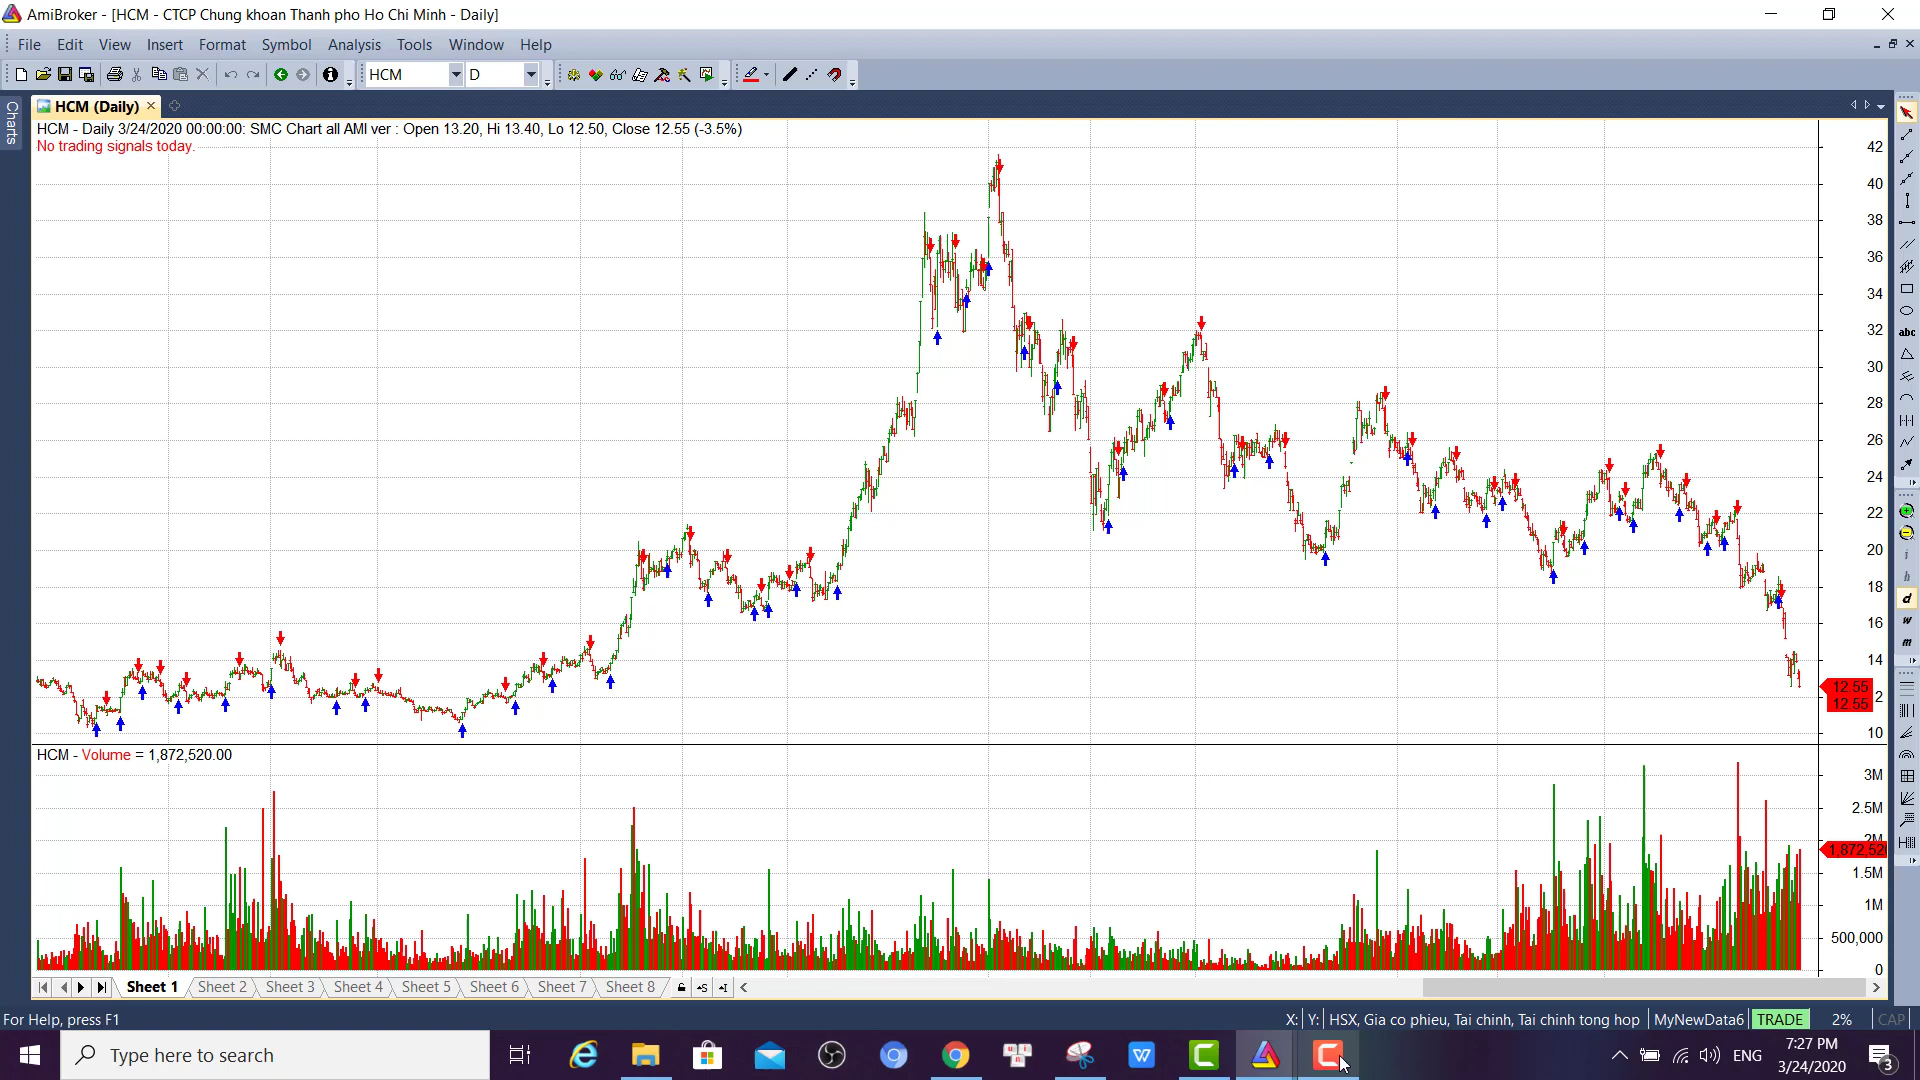 AmiBroker - [HCM - CTCP Chung khoan Thanh pho Ho Chi Minh - Daily]
File Edit View Insert Format Symbol Analysis Tools Window Help
HCM D
Charts
HCM (Daily)
HCM - Daily 3/24/2020 00:00:00: SMC Chart all AMI ver : Open 13.20, Hi 13.40, Lo 12.50, Close 12.55 (-3.5%)
No trading signals today.
42
40
38
36
34
32
30
28
26
24
22
20
18
16
14
12.55
2
12.55
10
abc
i
h
d
w
m
HCM - Volume = 1,872,520.00
3M
2.5M
2M
1,872,52
1.5M
1M
500,000
0
Sheet 1 Sheet 2 Sheet 3 Sheet 4 Sheet 5 Sheet 6 Sheet 7 Sheet 8
For Help, press F1
X: Y: HSX, Gia co phieu, Tai chinh, Tai chinh tong hop MyNewData6 TRADE 2% CAP
Type here to search
ENG
7:27 PM
3/24/2020
3